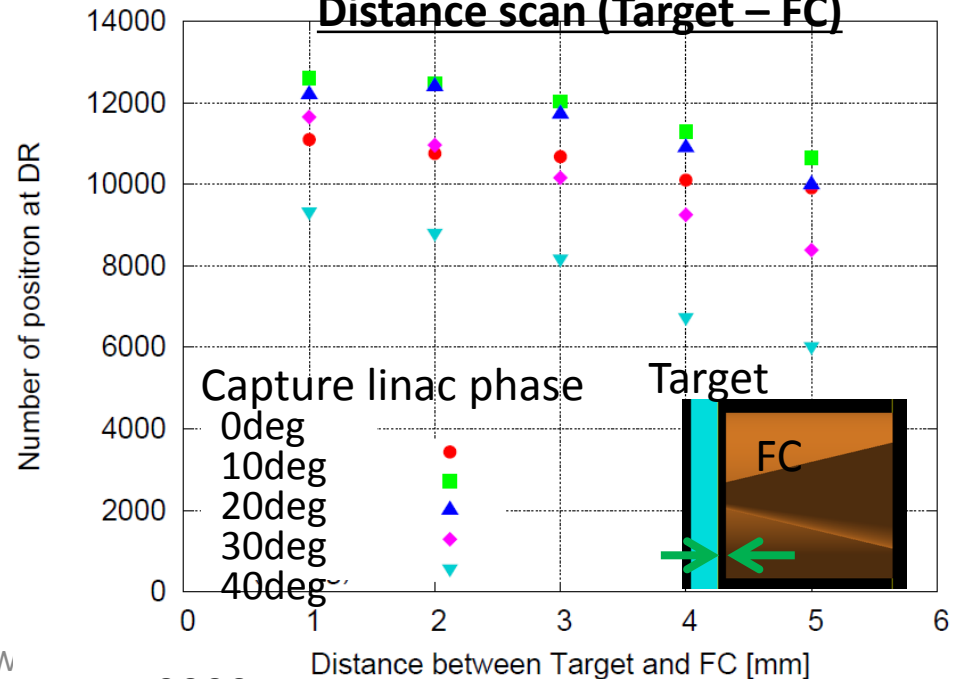 Distance scan (Target – FC)
14000
12000
10000
8000
6000
4000
2000
0
Number of positron at DR
Capture linac phase
0deg
10deg
20deg
30deg
40deg
Target
FC
0 1 2 3 4 5 6
Distance between Target and FC [mm]